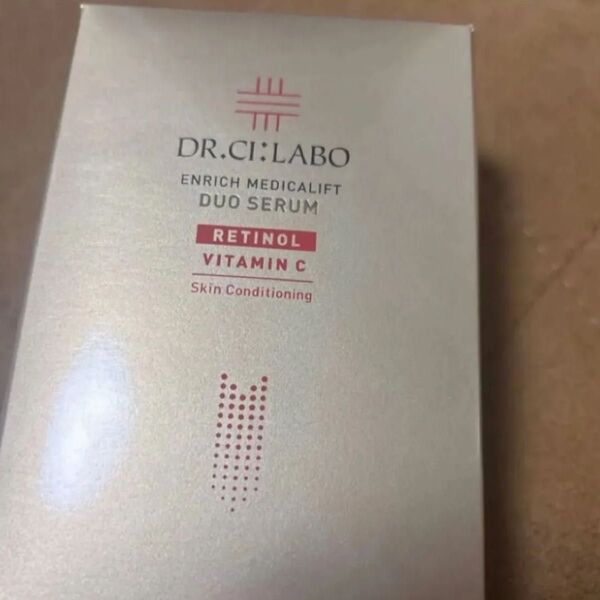 DR.CI:LABO
ENRICH MEDICALIFT
DUO SERUM
RETINOL
VITAMIN C
Skin Conditioning